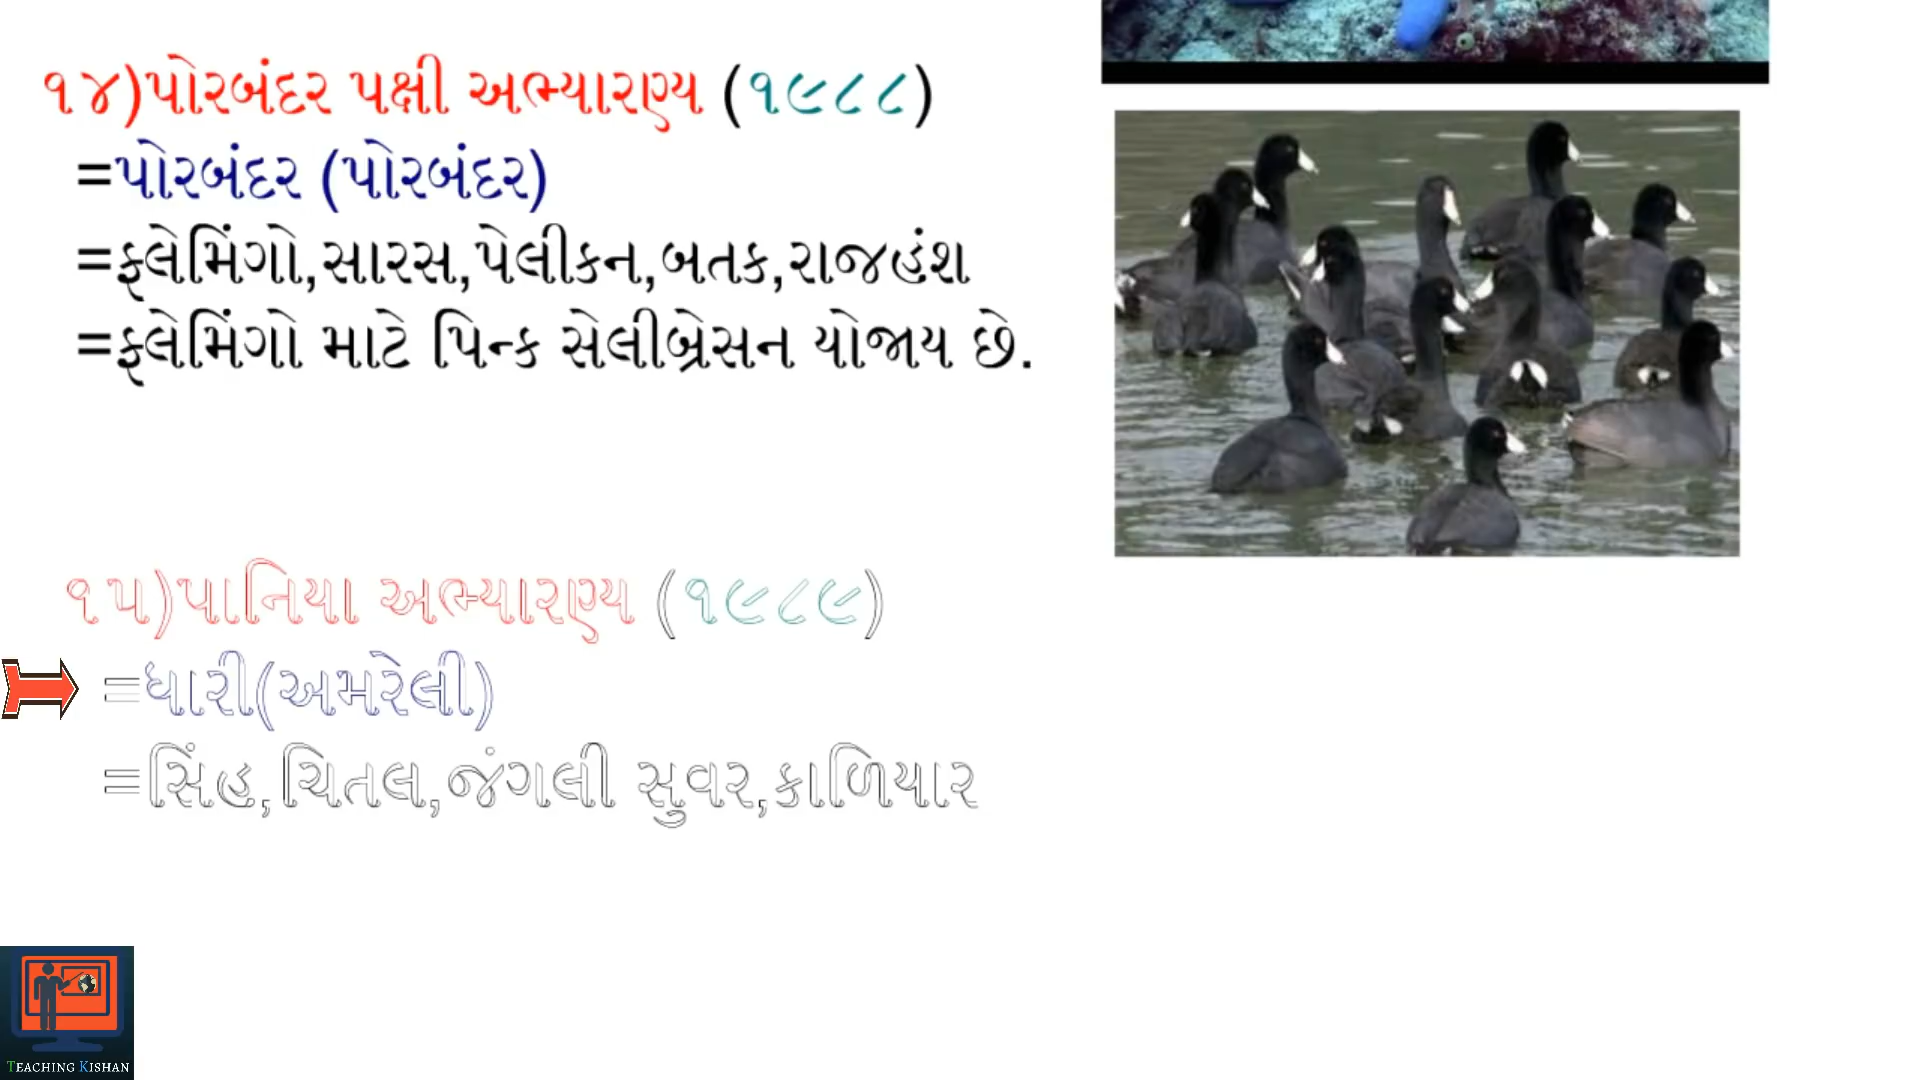 ૧૪)પોરબંદર પક્ષી અભ્યારણ્ય (૧૯૮૮)
=પોરબંદર (પોરબંદર)
=ફ્લેમિંગો,સારસ,પેલીકન,બતક,રાજહંશ
=ફ્લેમિંગો માટે પિન્ક સેલીબ્રેસન યોજાય છે.
૧૫)પાનિયા અભ્યારણ્ય (૧૯૮૯)
=ધારી(અમરેલી)
=સિંહ,ચિતલ,જંગલી સુવર,કાળિયાર
TEACHING KISHAN